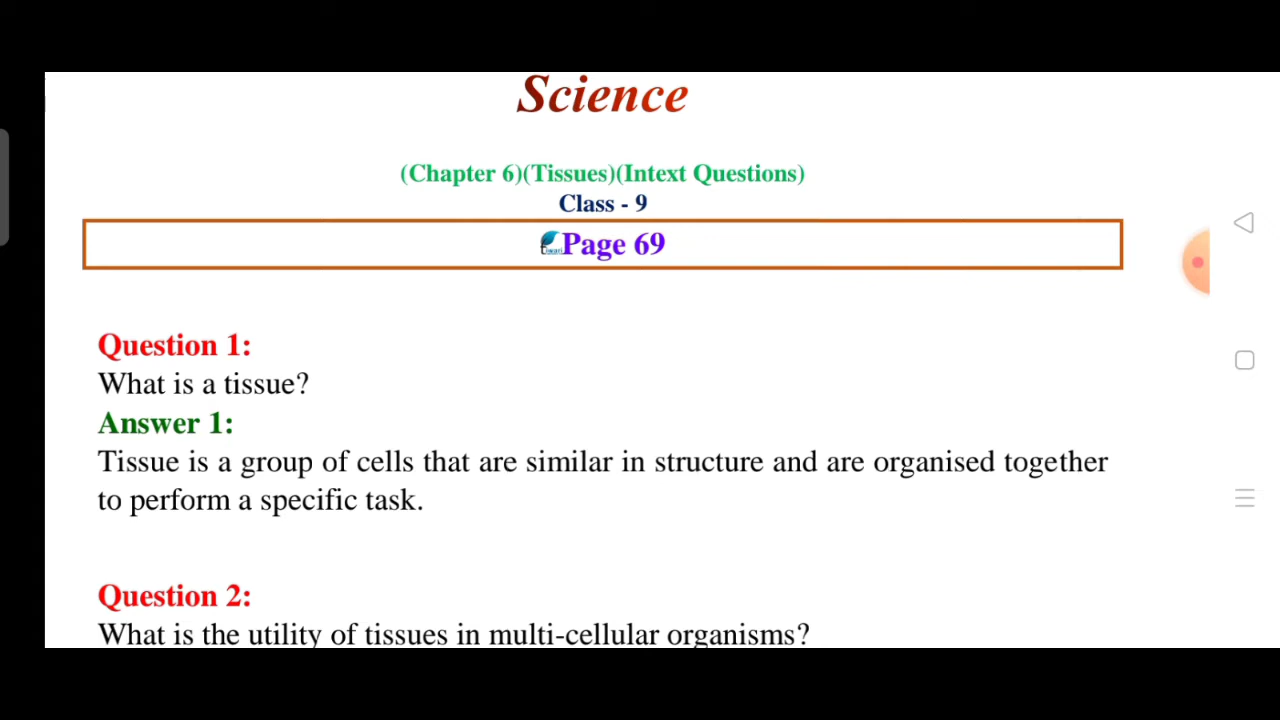 Science
(Chapter 6)(Tissues)(Intext Questions)
Class - 9
Page 69
Question 1:
What is a tissue?
Answer 1:
Tissue is a group of cells that are similar in structure and are organised together
to perform a specific task.
Question 2:
What is the utility of tissues in multi-cellular organisms?